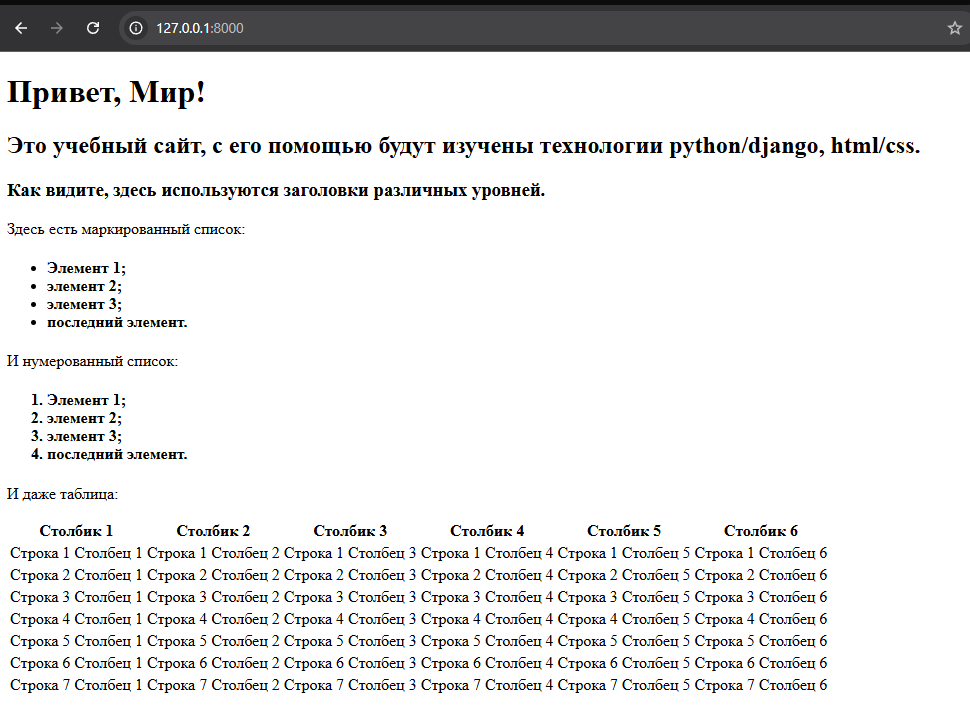 127.0.0.1:8000
Привет, Мир!
Это учебный сайт, с его помощью будут изучены технологии python/django, html/css.
Как видите, здесь используются заголовки различных уровней.
Здесь есть маркированный список:
• Элемент 1;
• элемент 2;
• элемент 3;
• последний элемент.
И нумерованный список:
1. Элемент 1;
2. элемент 2;
3. элемент 3;
4. последний элемент.
И даже таблица:
Столбик 1 Столбик 2 Столбик 3 Столбик 4 Столбик 5 Столбик 6
Строка 1 Столбец 1 Строка 1 Столбец 2 Строка 1 Столбец 3 Строка 1 Столбец 4 Строка 1 Столбец 5 Строка 1 Столбец 6
Строка 2 Столбец 1 Строка 2 Столбец 2 Строка 2 Столбец 3 Строка 2 Столбец 4 Строка 2 Столбец 5 Строка 2 Столбец 6
Строка 3 Столбец 1 Строка 3 Столбец 2 Строка 3 Столбец 3 Строка 3 Столбец 4 Строка 3 Столбец 5 Строка 3 Столбец 6
Строка 4 Столбец 1 Строка 4 Столбец 2 Строка 4 Столбец 3 Строка 4 Столбец 4 Строка 4 Столбец 5 Строка 4 Столбец 6
Строка 5 Столбец 1 Строка 5 Столбец 2 Строка 5 Столбец 3 Строка 5 Столбец 4 Строка 5 Столбец 5 Строка 5 Столбец 6
Строка 6 Столбец 1 Строка 6 Столбец 2 Строка 6 Столбец 3 Строка 6 Столбец 4 Строка 6 Столбец 5 Строка 6 Столбец 6
Строка 7 Столбец 1 Строка 7 Столбец 2 Строка 7 Столбец 3 Строка 7 Столбец 4 Строка 7 Столбец 5 Строка 7 Столбец 6